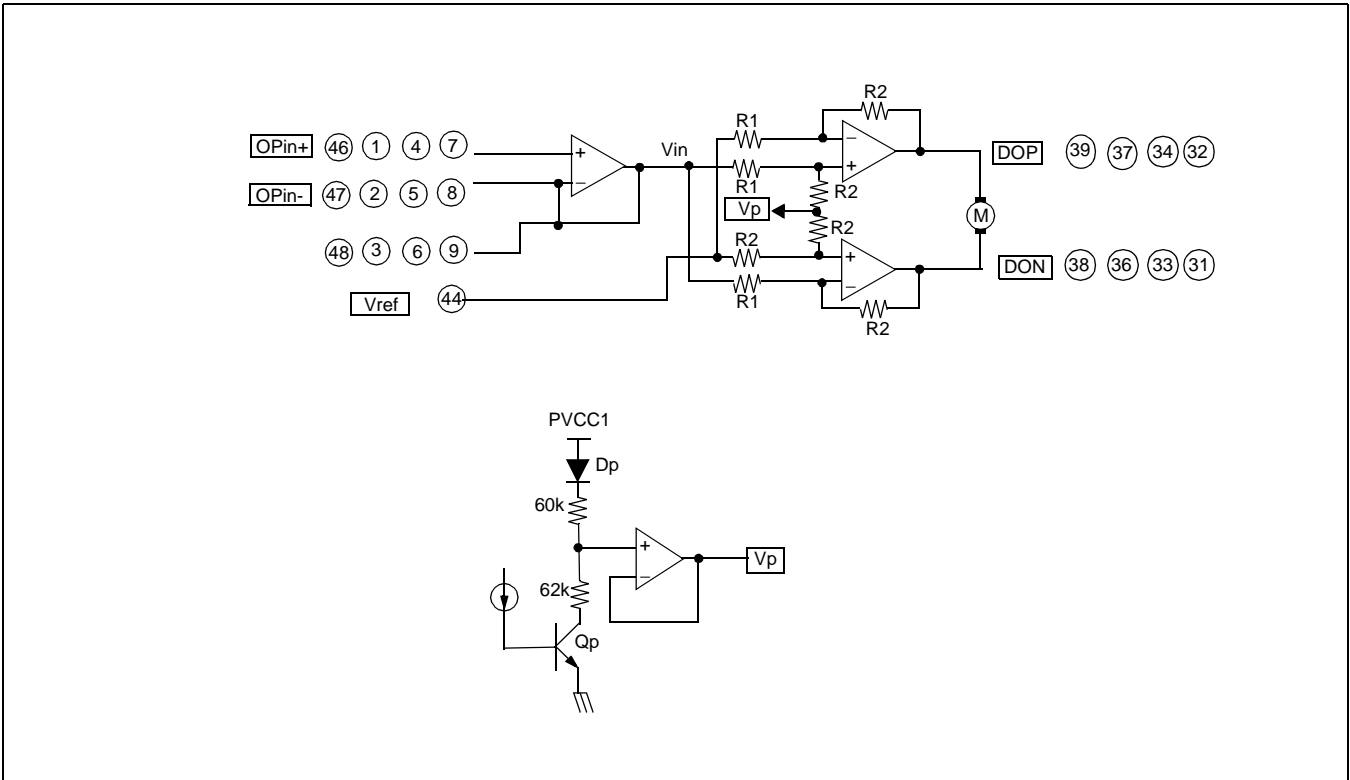 R2
R1
OPin+ 46 1 4 7 + Vin − + DOP 39 37 34 32
R1
OPin- 47 2 5 8 − R2
Vp M
R2
48 3 6 9 R2 + DON 38 36 33 31
−
Vref 44 R1
R2
PVCC1
Dp
60k
+ Vp
−
62k
Qp